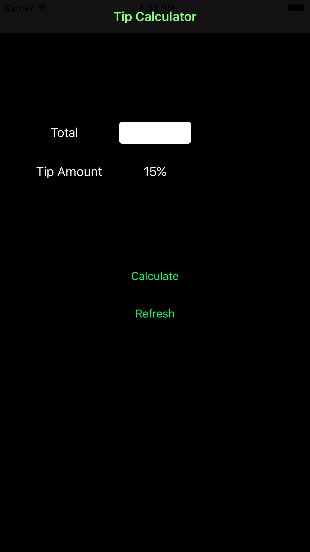 Carrier
Tip Calculator
Total
Tip Amount 15%
Calculate
Refresh